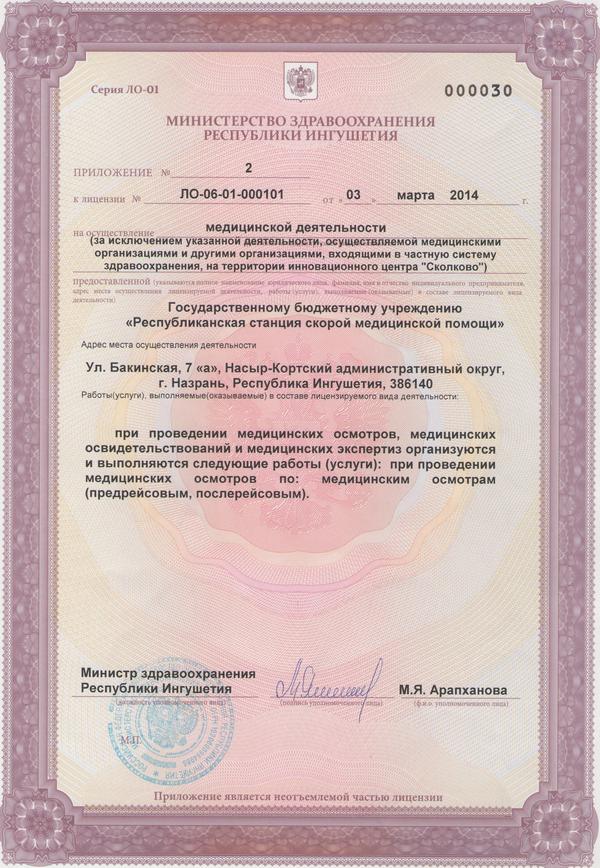 Серия ЛО-01
000030
МИНИСТЕРСТВО ЗДРАВООХРАНЕНИЯ
РЕСПУБЛИКИ ИНГУШЕТИЯ
ПРИЛОЖЕНИЕ № 2
к лицензии № ЛО-06-01-000101 от « 03 » марта 2014 г.
на осуществление медицинской деятельности
(за исключением указанной деятельности, осуществляемой медицинскими
организациями и другими организациями, входящими в частную систему
здравоохранения, на территории инновационного центра "Сколково")
предоставленной (указываются полное наименование юридического лица, фамилия, имя и отчество индивидуального предпринимателя,
адрес места осуществления лицензируемой деятельности, работы(услуги), выполняемые(оказываемые) в составе лицензируемого вида
деятельности)
Государственному бюджетному учреждению
«Республиканская станция скорой медицинской помощи»
Адрес места осуществления деятельности
Ул. Бакинская, 7 «а», Насыр-Кортский административный округ,
г. Назрань, Республика Ингушетия, 386140
Работы(услуги), выполняемые(оказываемые) в составе лицензируемого вида деятельности:
при проведении медицинских осмотров, медицинских
освидетельствований и медицинских экспертиз организуются
и выполняются следующие работы (услуги): при проведении
медицинских осмотров по: медицинским осмотрам
(предрейсовым, послерейсовым).
Министр здравоохранения
Республики Ингушетия
М.Я. Арапханова
(должность уполномоченного лица)
(подпись уполномоченного лица)
(ф.и.о. уполномоченного лица)
М.П.
Приложение является неотъемлемой частью лицензии